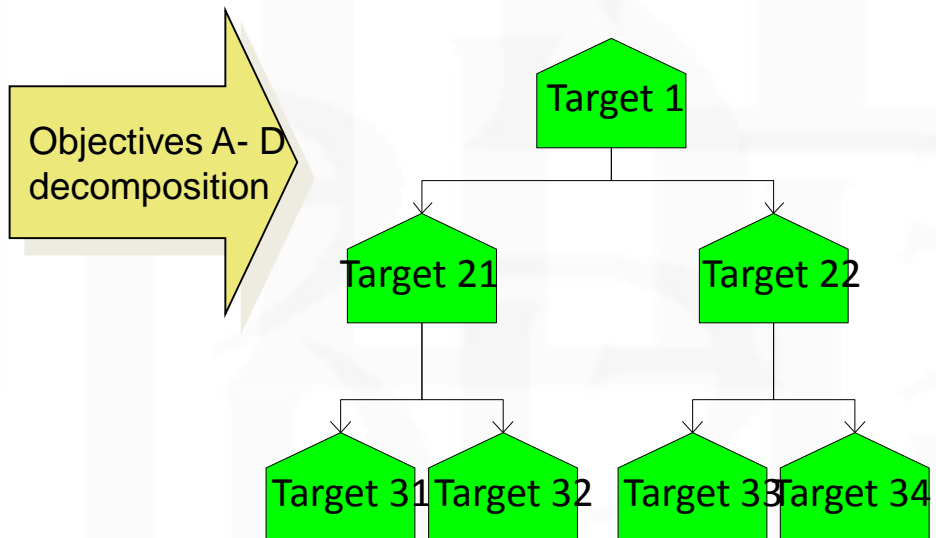 Objectives A- D
decomposition
Target 1
Target 21
Target 22
Target 31
Target 32
Target 33
Target 34